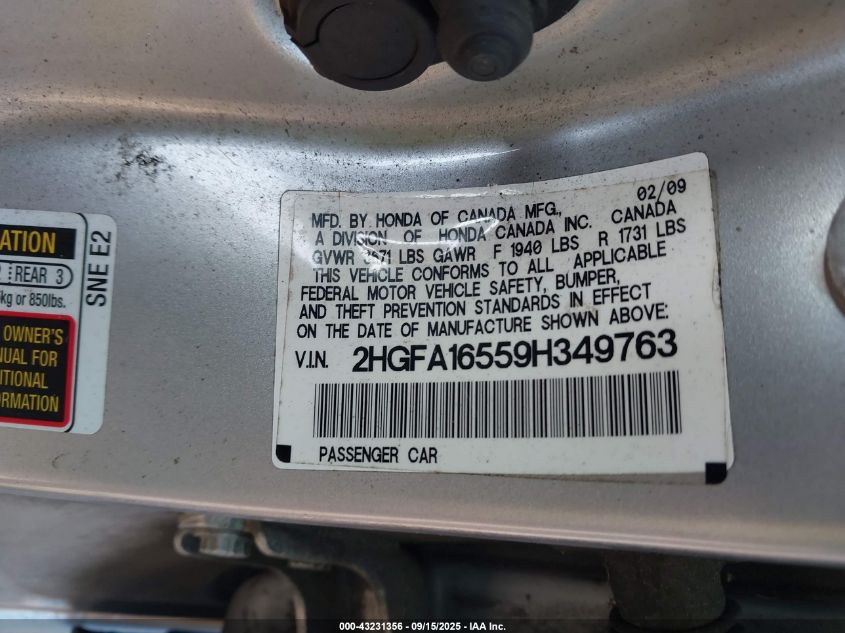 ATION
REAR 3
kg or 850lbs.
OWNER'S
NUAL FOR
ITIONAL
ORMATION
SNE E2
02/09
MFD. BY HONDA OF CANADA MFG.,
A DIVISION OF HONDA CANADA INC. CANADA
GVWR LBS GAWR F 1940 LBS R 1731 LBS
THIS VEHICLE CONFORMS TO ALL APPLICABLE
FEDERAL MOTOR VEHICLE SAFETY, BUMPER,
AND THEFT PREVENTION STANDARDS IN EFFECT
ON THE DATE OF MANUFACTURE SHOWN ABOVE:
V.I.N. 2HGFA16559H349763
PASSENGER CAR
000-43231356 - 09/15/2025 - IAA Inc.